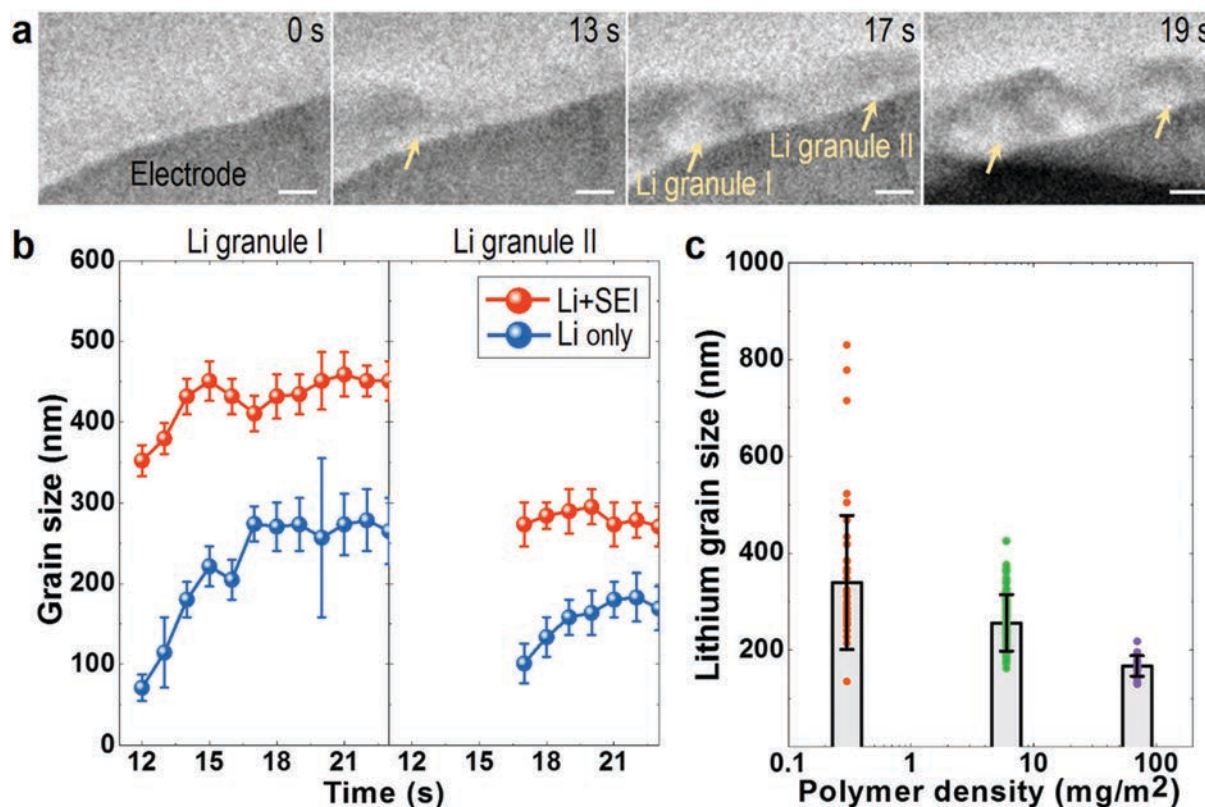 a
0 s
13 s
17 s
19 s
Electrode
Li granule I
Li granule II
b
Li granule I
Li granule II
Li+SEI
Li only
Grain size (nm)
600
500
400
300
200
100
0
12 15 18 21 12 15 18 21
Time (s)
c
Lithium grain size (nm)
1000
800
600
400
200
0.1 1 10 100
Polymer density (mg/m²)